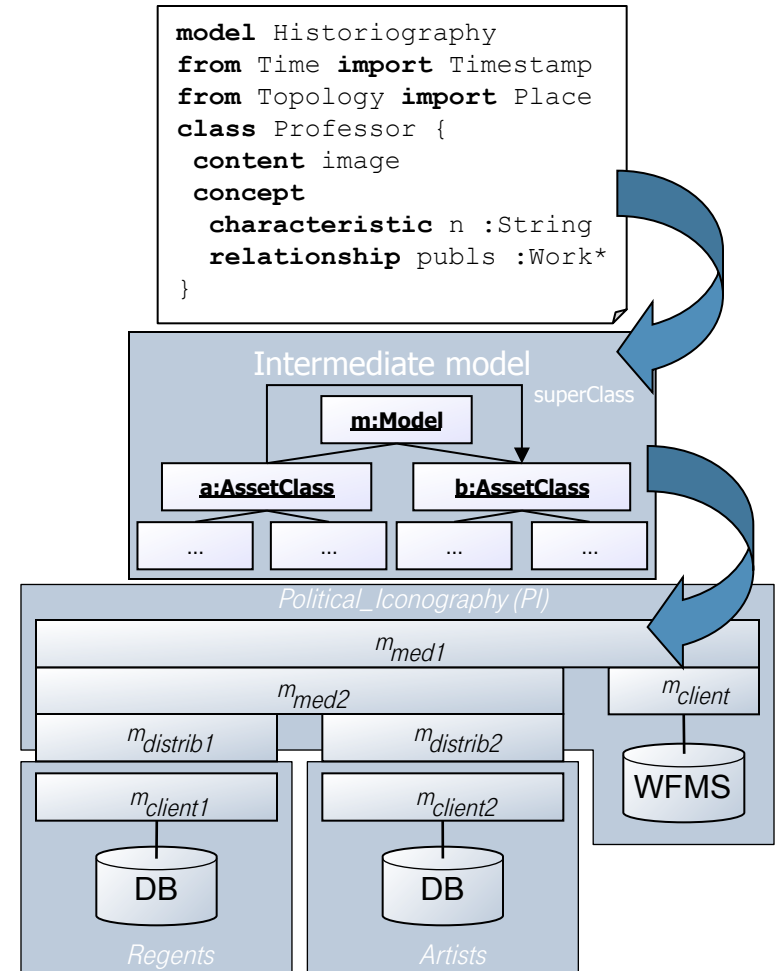 model Historiography
from Time import Timestamp
from Topology import Place
class Professor {
content image
concept
characteristic n :String
relationship publs :Work*
}
Intermediate model
superClass
m:Model
a:AssetClass
b:AssetClass
...
...
...
...
Political_Iconography (PI)
mmed1
mmed2
mclient
mdistrib1
mdistrib2
WFMS
mclient1
mclient2
DB
DB
Regents
Artists